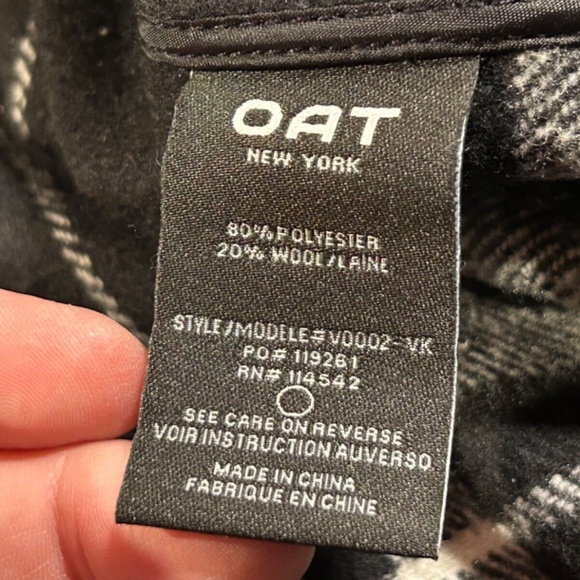 OAT
NEW YORK
80% POLYESTER
20% WOOL/LAINE
STYLE/MODELE# V0002-VK
PO# 119261
RN# 114542
SEE CARE ON REVERSE
VOIR INSTRUCTION AUVERSO
MADE IN CHINA
FABRIQUE EN CHINE